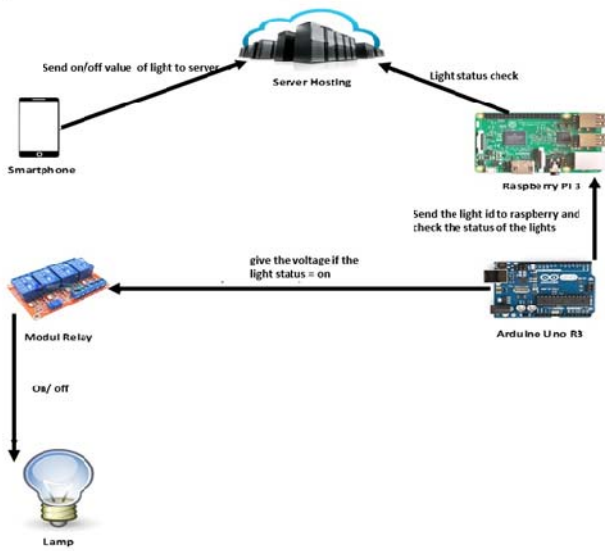 Send on/off value of light to server
Server Hosting
Light status check
Smartphone
Raspberry PI 3
Send the light id to raspberry and
check the status of the lights
give the voltage if the
light status = on
Modul Relay
Arduine Uno R3
On/ off
Lamp